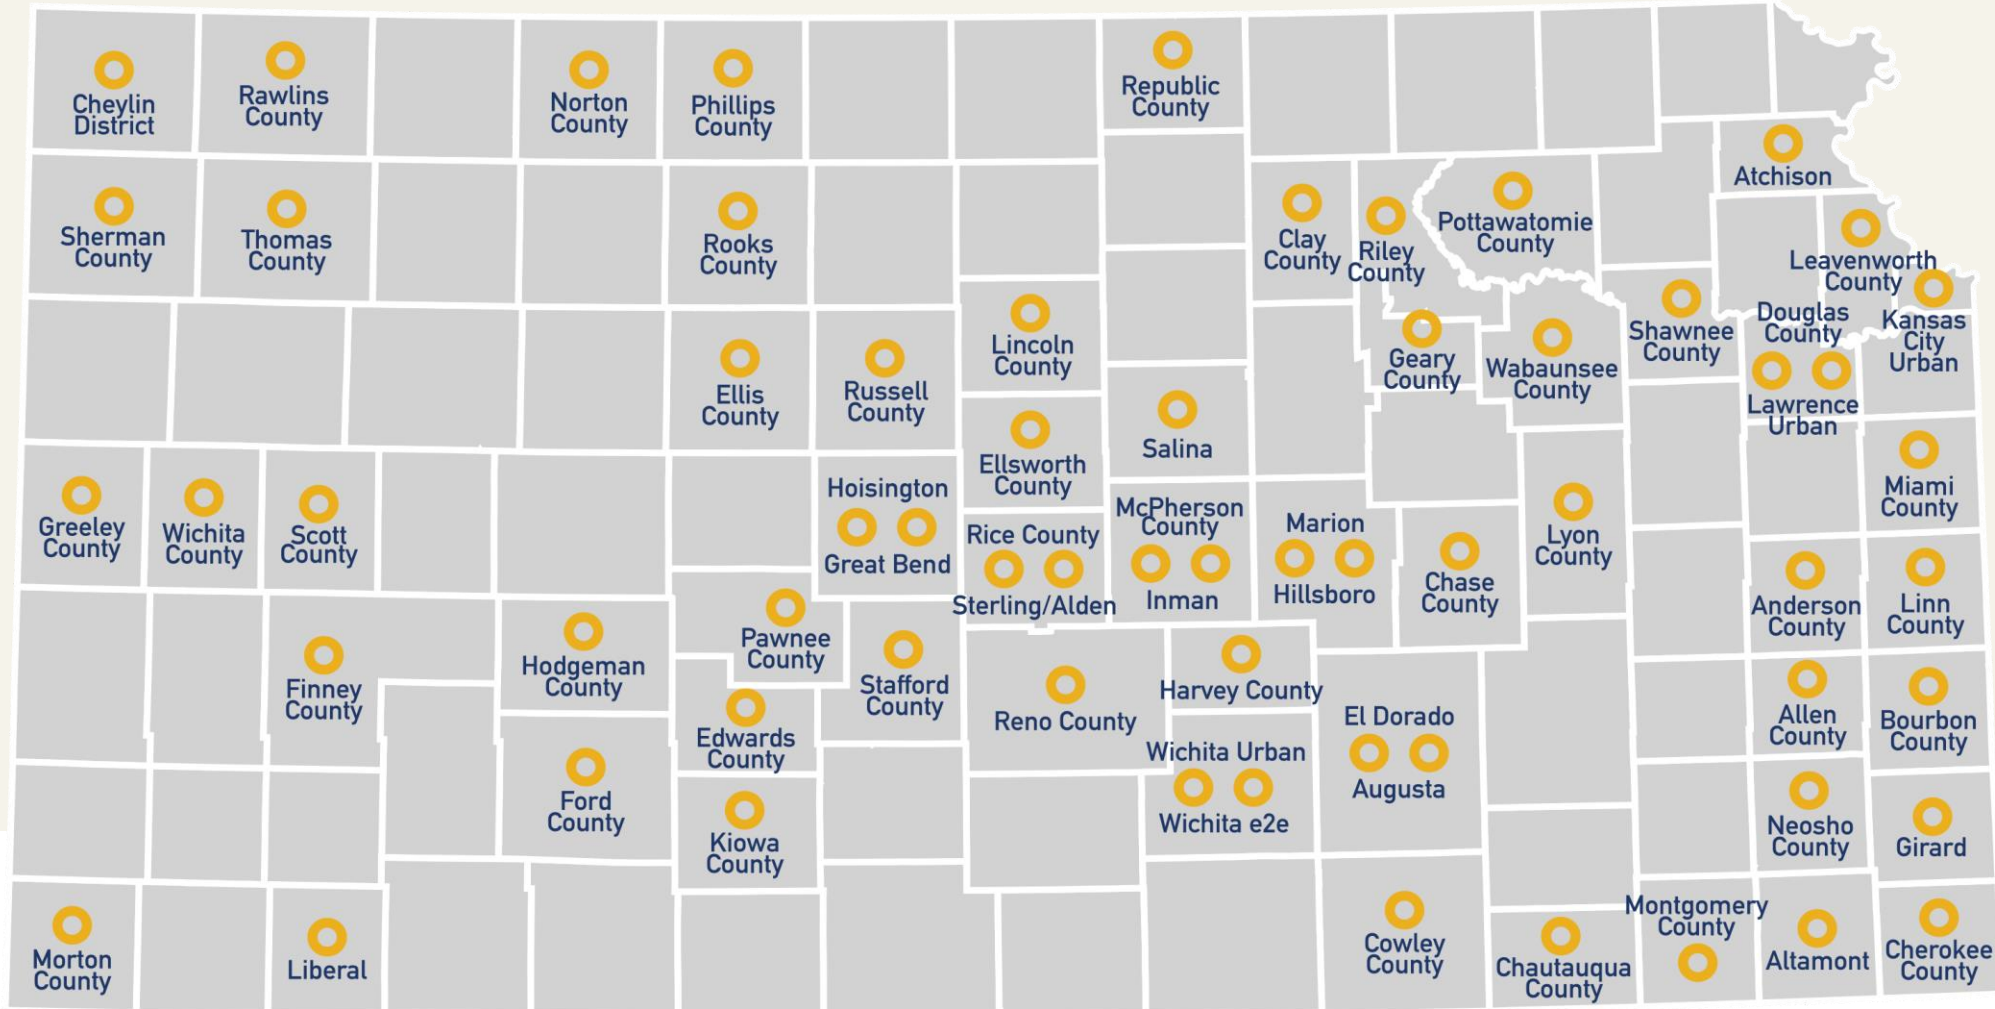 Cheylin
District
Rawlins
County
Norton
County
Phillips
County
Republic
County
Atchison
Sherman
County
Thomas
County
Rooks
County
Clay
County
Riley
County
Pottawatomie
County
Leavenworth
County
Lincoln
County
Geary
County
Wabaunsee
County
Shawnee
County
Douglas
County
Lawrence
Urban
Kansas
City
Urban
Ellis
County
Russell
County
Ellsworth
County
Salina
Miami
County
Greeley
County
Wichita
County
Scott
County
Hoisington
Great Bend
Rice County
Sterling/Alden
McPherson
County
Inman
Marion
Hillsboro
Chase
County
Lyon
County
Anderson
County
Linn
County
Finney
County
Hodgeman
County
Pawnee
County
Stafford
County
Reno County
Harvey County
Edwards
County
El Dorado
Augusta
Allen
County
Bourbon
County
Ford
County
Kiowa
County
Wichita Urban
Wichita e2e
Neosho
County
Girard
Morton
County
Liberal
Cowley
County
Chautauqua
County
Montgomery
County
Altamont
Cherokee
County